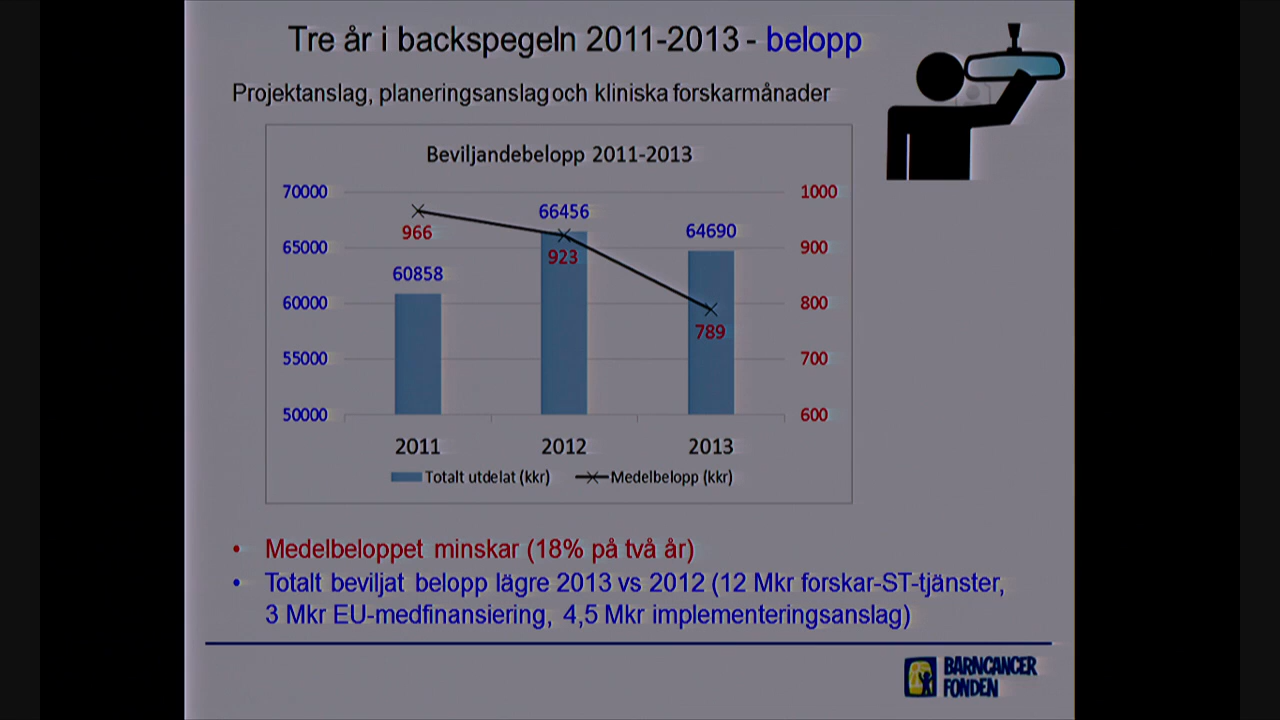 Tre år i backspegeln 2011-2013 - belopp
Projektanslag, planeringsanslag och kliniska forskarmånader
Beviljandebelopp 2011-2013
70000
65000
60000
55000
50000
1000
900
800
700
600
966
923
789
60858
66456
64690
2011 2012 2013
Totalt utdelat (kkr) Medelbelopp (kkr)
• Medelbeloppet minskar (18% på två år)
• Totalt beviljat belopp lägre 2013 vs 2012 (12 Mkr forskar-ST-tjänster,
3 Mkr EU-medfinansiering, 4,5 Mkr implementeringsanslag)
BARNCANCER
FONDEN